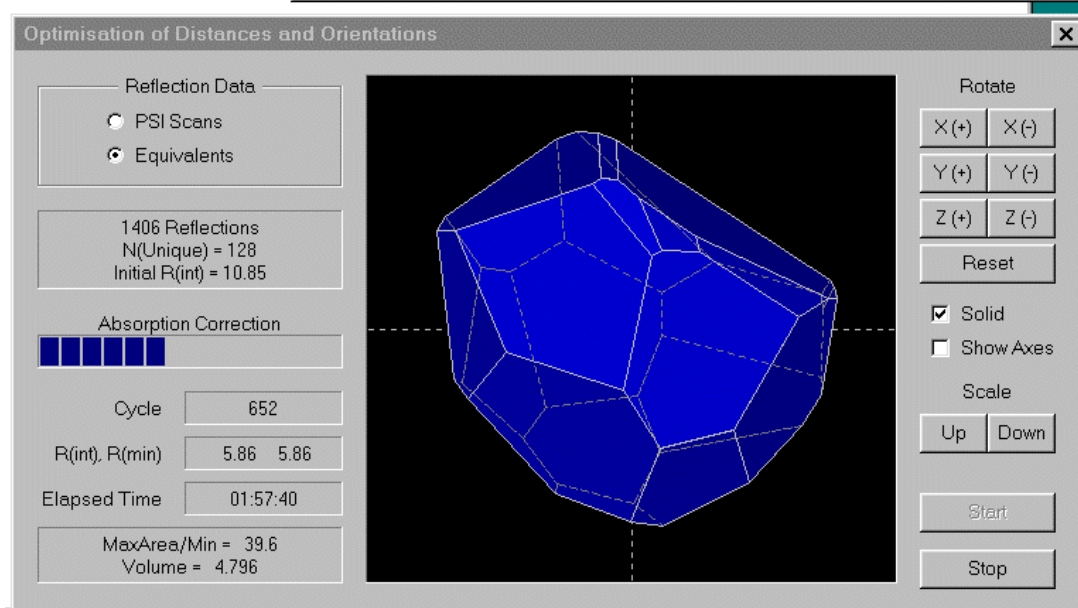 Optimisation of Distances and Orientations
Reflection Data
PSI Scans
Equivalents
1406 Reflections
N(Unique) = 128
Initial R(int) = 10.85
Absorption Correction
Cycle 652
R(int), R(min) 5.86 5.86
Elapsed Time 01:57:40
MaxArea/Min = 39.6
Volume = 4.796
Rotate
X (+) X (-)
Y (+) Y (-)
Z (+) Z (-)
Reset
Solid
Show Axes
Scale
Up Down
Start
Stop